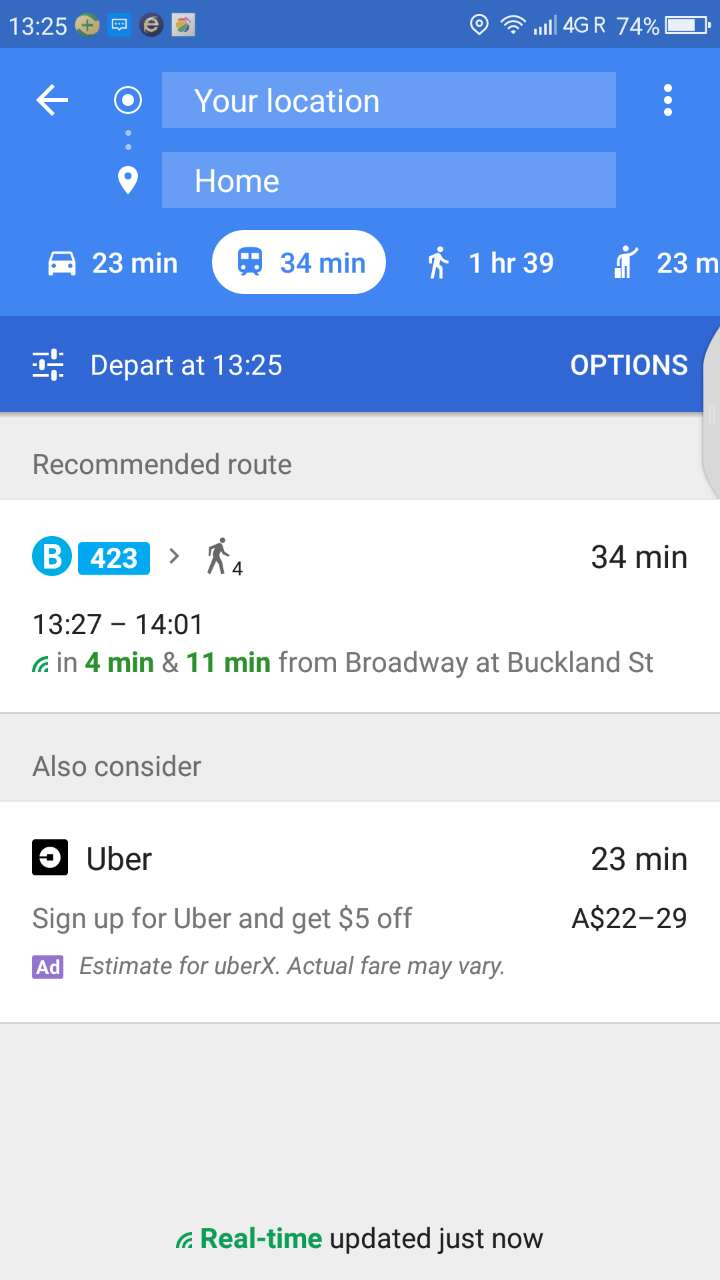 13:25 4G R 74%
Your location
Home
23 min 34 min 1 hr 39 23 m
Depart at 13:25 OPTIONS
Recommended route
B 423 > 4 34 min
13:27 – 14:01
in 4 min & 11 min from Broadway at Buckland St
Also consider
Uber 23 min
Sign up for Uber and get $5 off A$22–29
Ad Estimate for uberX. Actual fare may vary.
Real-time updated just now